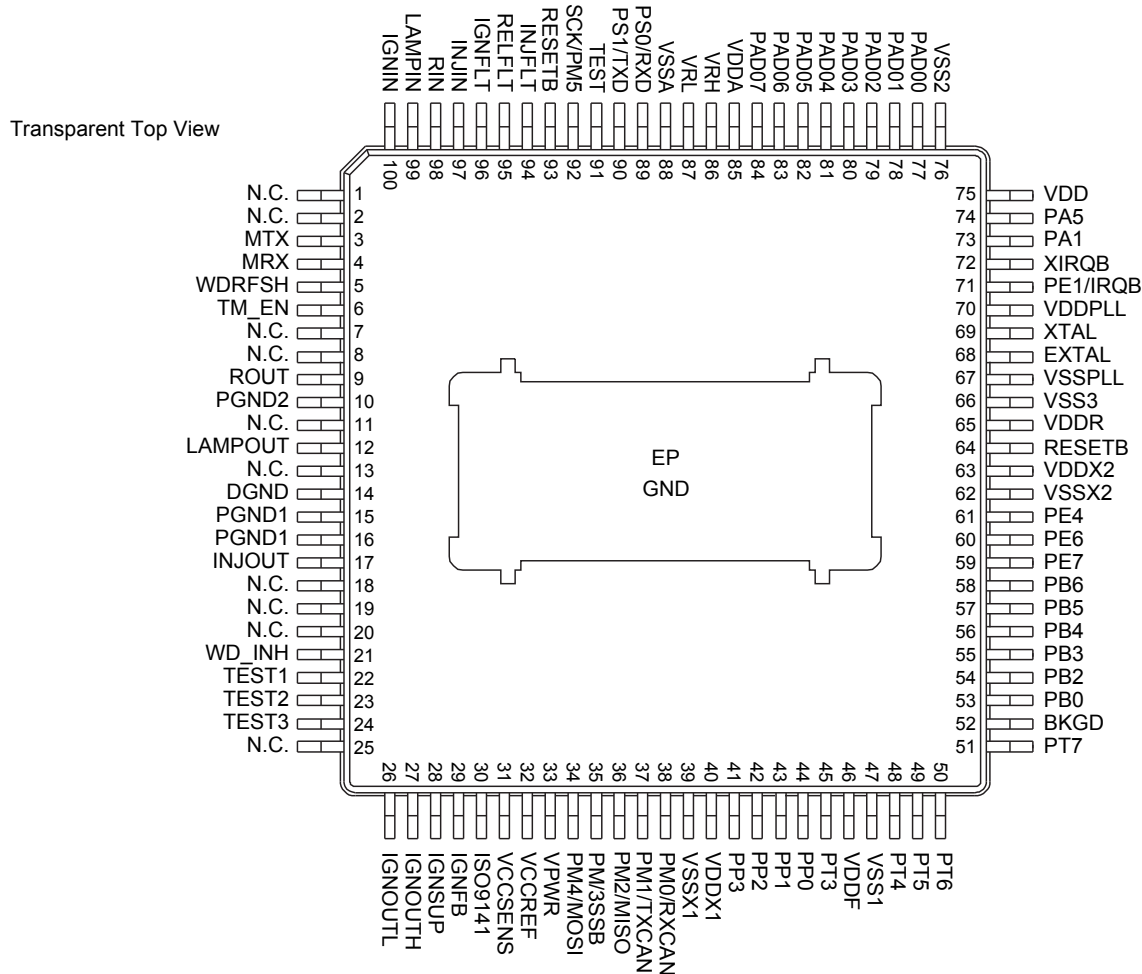 IGNIN
LAMPIN
RIN
INJIN
IGNFLT
RELFLT
INJFLT
RESETB
SCK/PM5
TEST
PS1/TXD
PS0/RXD
VSSA
VRL
VRH
VDDA
PAD07
PAD06
PAD05
PAD04
PAD03
PAD02
PAD01
PAD00
VSS2
Transparent Top View
100
99
98
97
96
95
94
93
92
91
90
89
88
87
86
85
84
83
82
81
80
79
78
77
76
N.C. 1
N.C. 2
MTX 3
MRX 4
WDRFSH 5
TM_EN 6
N.C. 7
N.C. 8
ROUT 9
PGND2 10
N.C. 11
LAMPOUT 12
N.C. 13
DGND 14
PGND1 15
PGND1 16
INJOUT 17
N.C. 18
N.C. 19
N.C. 20
WD_INH 21
TEST1 22
TEST2 23
TEST3 24
N.C. 25
EP
GND
75 VDD
74 PA5
73 PA1
72 XIRQB
71 PE1/IRQB
70 VDDPLL
69 XTAL
68 EXTAL
67 VSSPLL
66 VSS3
65 VDDR
64 RESETB
63 VDDX2
62 VSSX2
61 PE4
60 PE6
59 PE7
58 PB6
57 PB5
56 PB4
55 PB3
54 PB2
53 PB0
52 BKGD
51 PT7
26
27
28
29
30
31
32
33
34
35
36
37
38
39
40
41
42
43
44
45
46
47
48
49
50
IGNOUTL
IGNOUTH
IGNSUP
IGNFB
ISO9141
VCCSENS
VCCREF
VPWR
PM4/MOSI
PM/3SSB
PM2/MISO
PM1/TXCAN
PM0/RXCAN
VSSX1
VDDX1
PP3
PP2
PP1
PP0
PT3
VDDF
VSS1
PT4
PT5
PT6